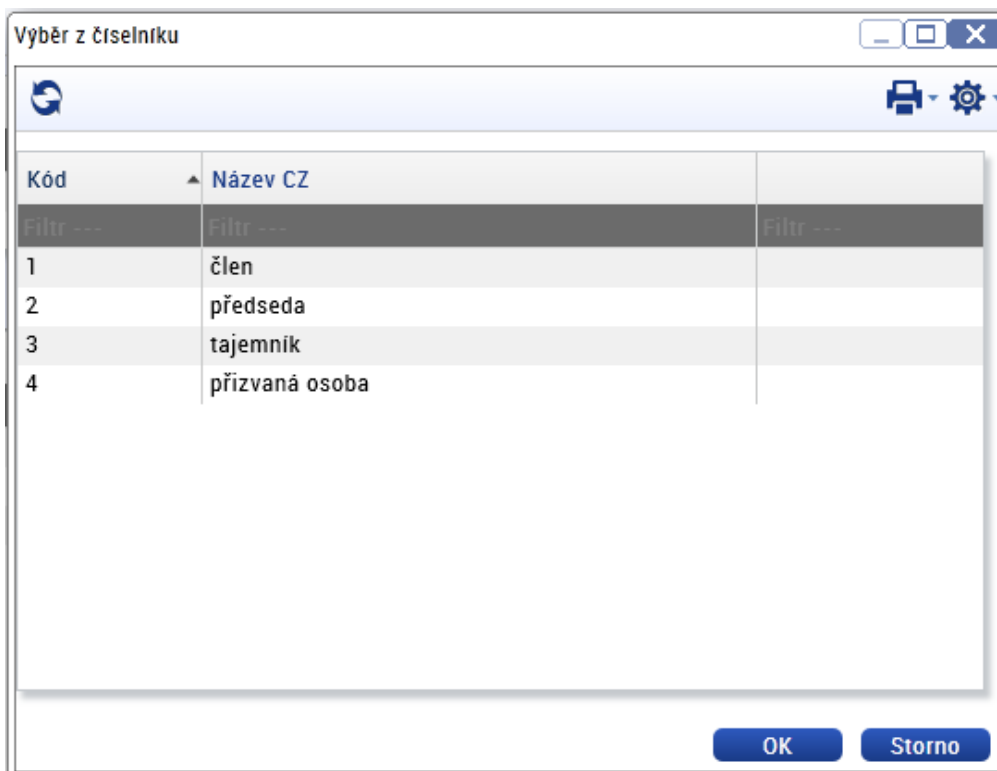 Výběr z číselníku
Kód Název CZ
Filtr --- Filtr --- Filtr ---
1 člen
2 předseda
3 tajemník
4 přizvaná osoba
OK Storno